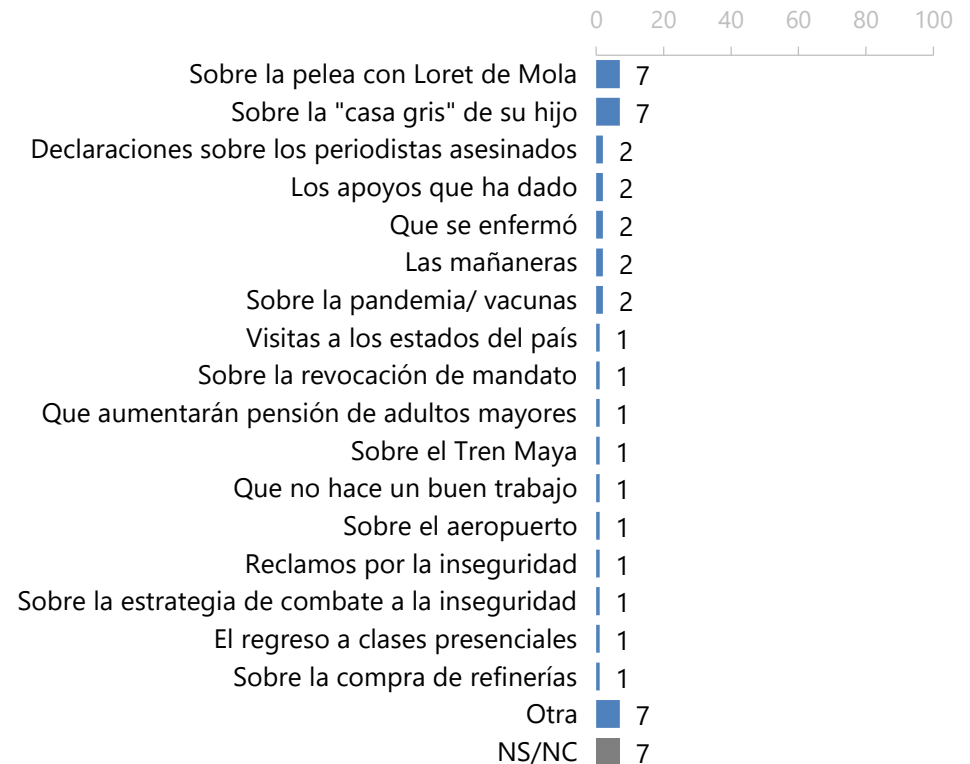 0 20 40 60 80 100
Sobre la pelea con Loret de Mola 7
Sobre la "casa gris" de su hijo 7
Declaraciones sobre los periodistas asesinados 2
Los apoyos que ha dado 2
Que se enfermó 2
Las mañaneras 2
Sobre la pandemia/ vacunas 2
Visitas a los estados del país 1
Sobre la revocación de mandato 1
Que aumentarán pensión de adultos mayores 1
Sobre el Tren Maya 1
Que no hace un buen trabajo 1
Sobre el aeropuerto 1
Reclamos por la inseguridad 1
Sobre la estrategia de combate a la inseguridad 1
El regreso a clases presenciales 1
Sobre la compra de refinerías 1
Otra 7
NS/NC 7